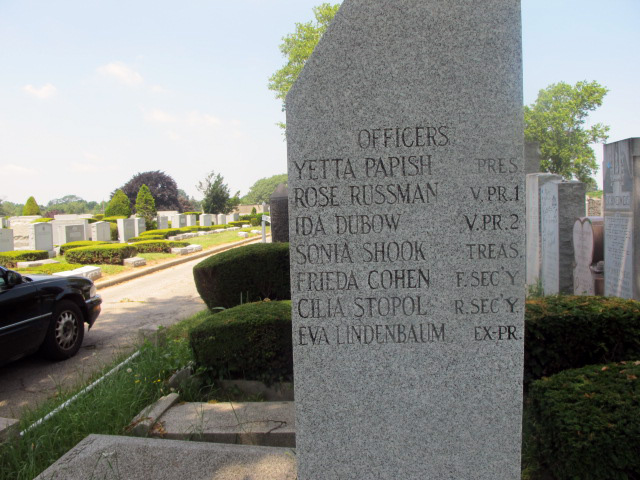 OFFICERS
YETTA PAPISH PRES.
ROSE RUSSMAN V.PR.1
IDA DUBOW V.PR.2
SONIA SHOOK TREAS.
FRIEDA COHEN F.SEC'Y
CILIA STOPOL R.SEC'Y.
EVA LINDENBAUM EX-PR.